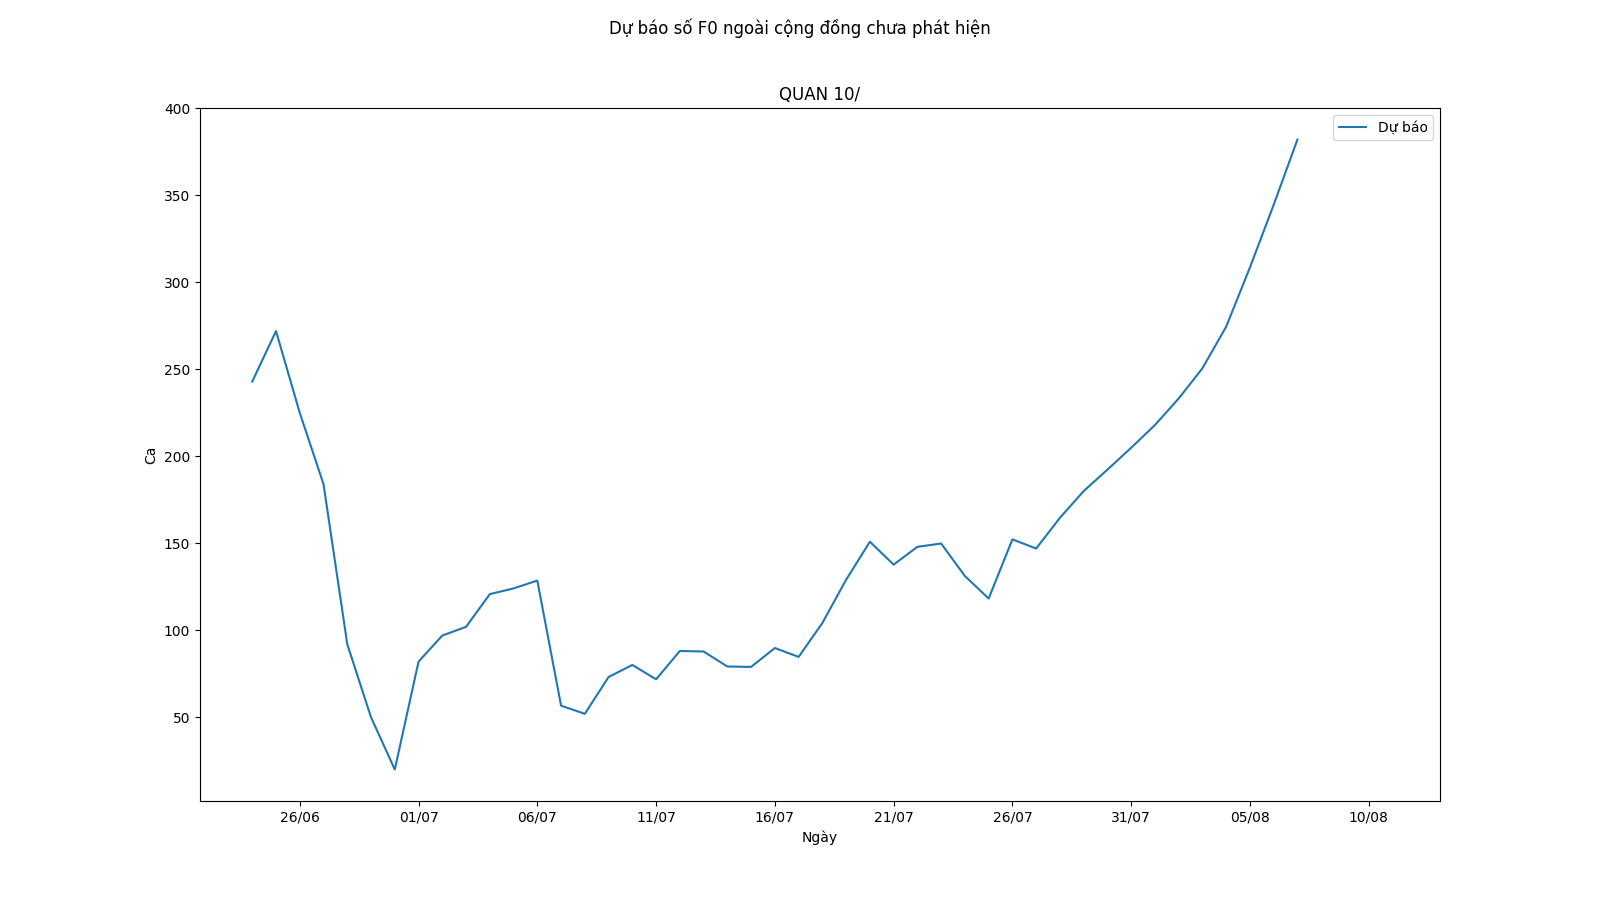 Dự báo số F0 ngoài cộng đồng chưa phát hiện
QUAN 10/
Dự báo
400
350
300
250
200
150
100
50
Ca
26/06 01/07 06/07 11/07 16/07 21/07 26/07 31/07 05/08 10/08
Ngày